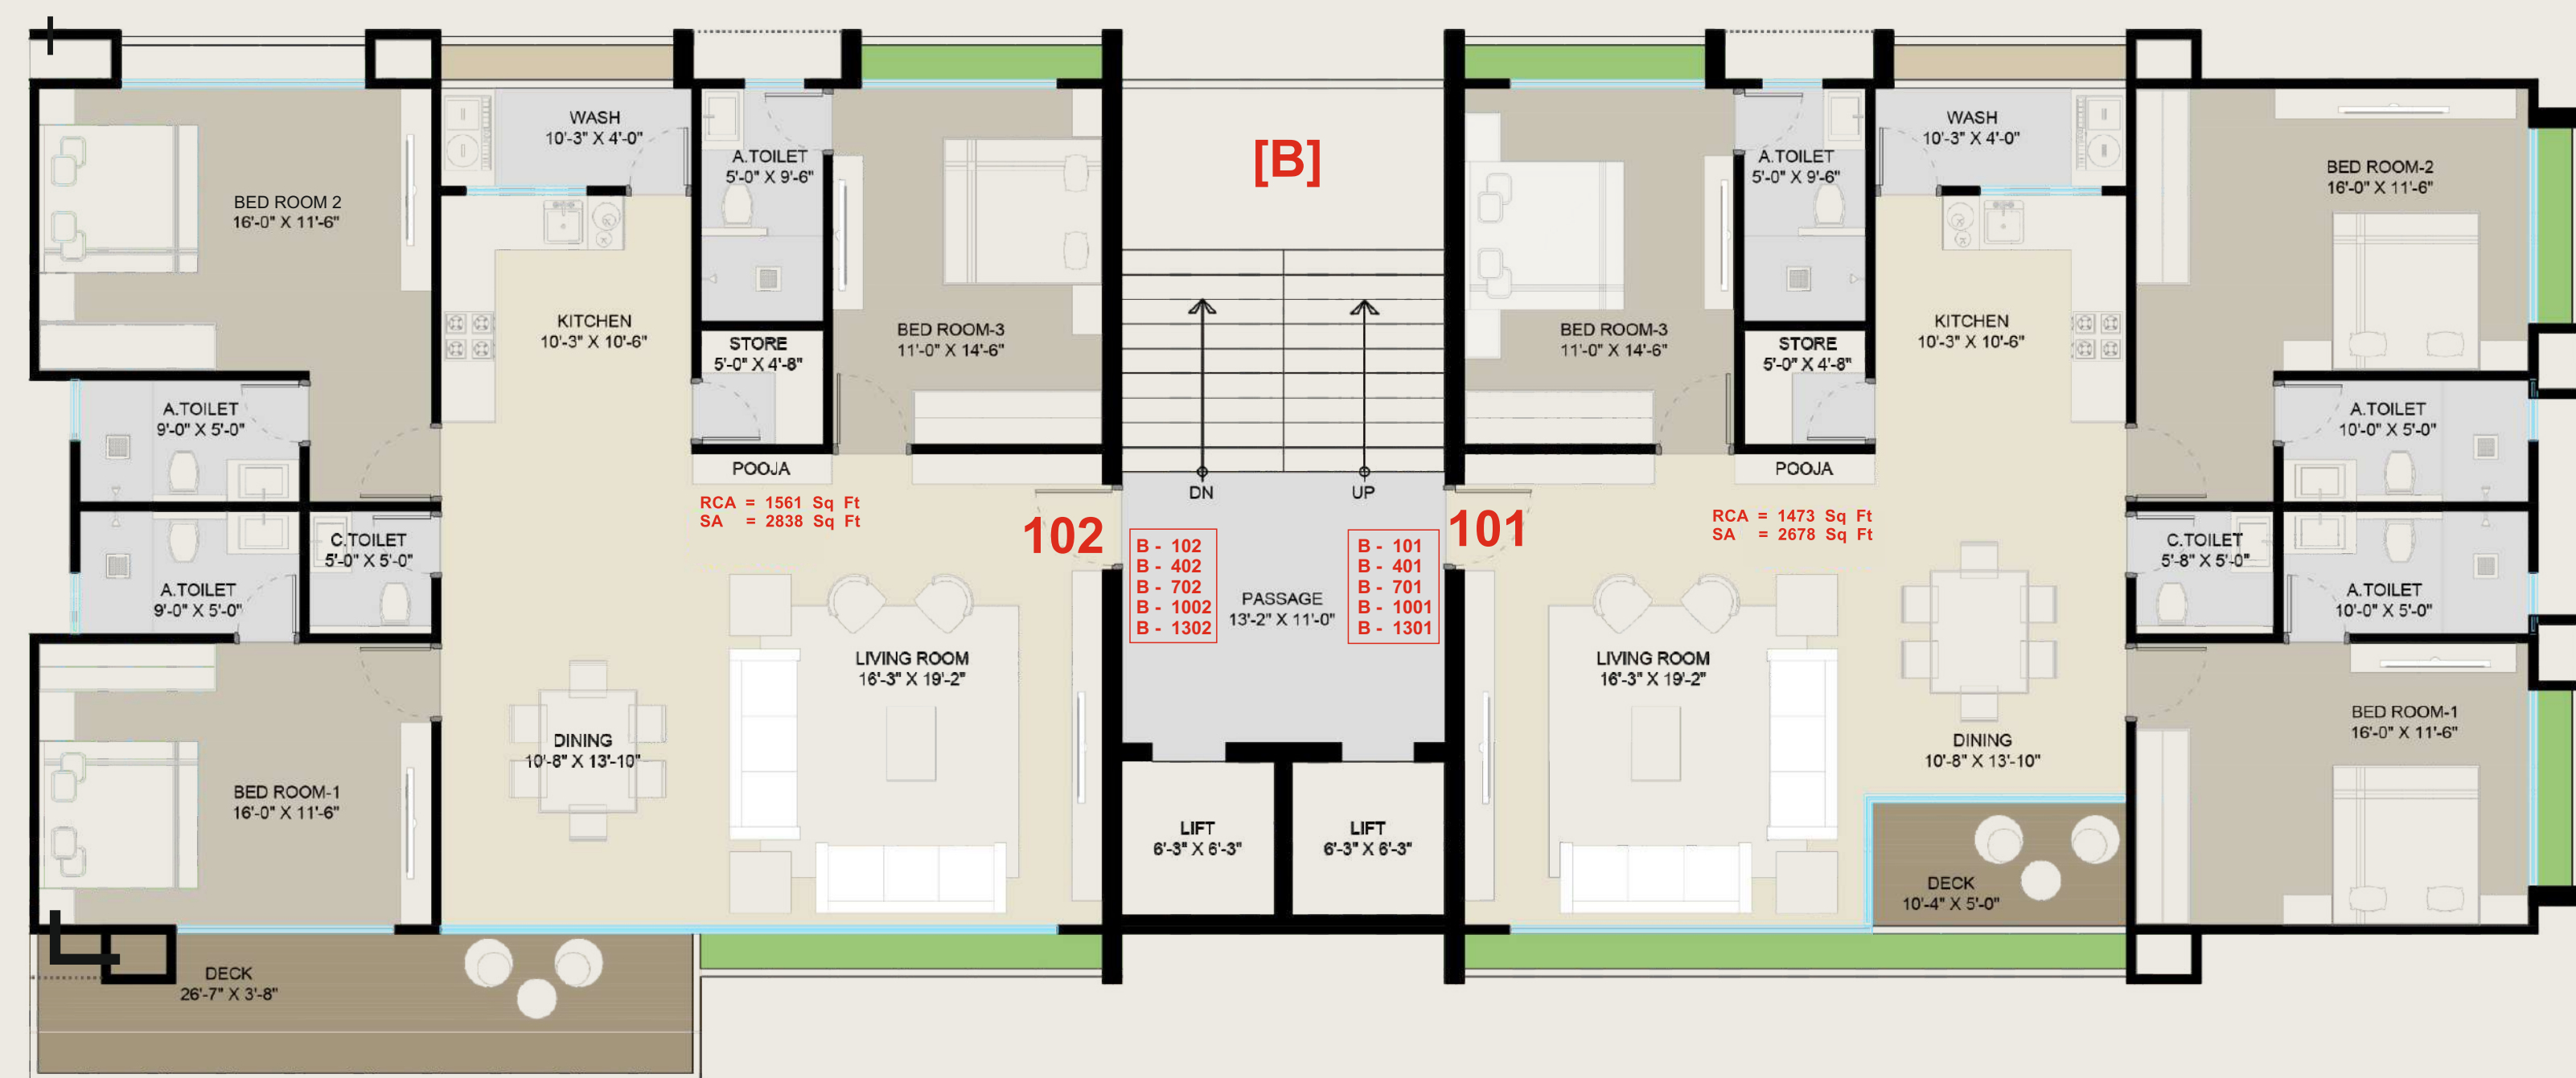 [B]
BED ROOM 2
16'-0" X 11'-6"
WASH
10'-3" X 4'-0"
A.TOILET
5'-0" X 9'-6"
KITCHEN
10'-3" X 10'-6"
STORE
5'-0" X 4'-8"
BED ROOM-3
11'-0" X 14'-6"
A.TOILET
9'-0" X 5'-0"
POOJA
RCA = 1561 Sq Ft
SA = 2838 Sq Ft
102
C.TOILET
5'-0" X 5'-0"
A.TOILET
9'-0" X 5'-0"
LIVING ROOM
16'-3" X 19'-2"
DINING
10'-8" X 13'-10"
BED ROOM-1
16'-0" X 11'-6"
DECK
26'-7" X 3'-8"
DN
UP
B - 102
B - 402
B - 702
B - 1002
B - 1302
PASSAGE
13'-2" X 11'-0"
B - 101
B - 401
B - 701
B - 1001
B - 1301
LIFT
6'-3" X 6'-3"
LIFT
6'-3" X 6'-3"
A.TOILET
5'-0" X 9'-6"
WASH
10'-3" X 4'-0"
BED ROOM-2
16'-0" X 11'-6"
BED ROOM-3
11'-0" X 14'-6"
STORE
5'-0" X 4'-8"
KITCHEN
10'-3" X 10'-6"
A.TOILET
10'-0" X 5'-0"
POOJA
101
RCA = 1473 Sq Ft
SA = 2678 Sq Ft
C.TOILET
5'-8" X 5'-0"
A.TOILET
10'-0" X 5'-0"
LIVING ROOM
16'-3" X 19'-2"
DINING
10'-8" X 13'-10"
BED ROOM-1
16'-0" X 11'-6"
DECK
10'-4" X 5'-0"